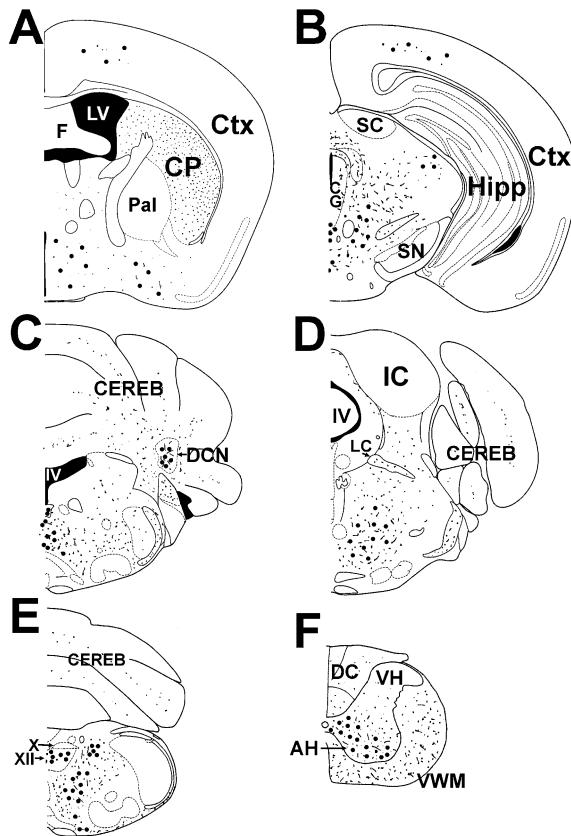 A
LV
F
Ctx
CP
Pal
B
SC
Ctx
Hipp
C
G
SN
C
CEREB
DCN
IV
D
IC
IV
LC
CEREB
E
CEREB
X
XII
F
DC
VH
AH
VWM